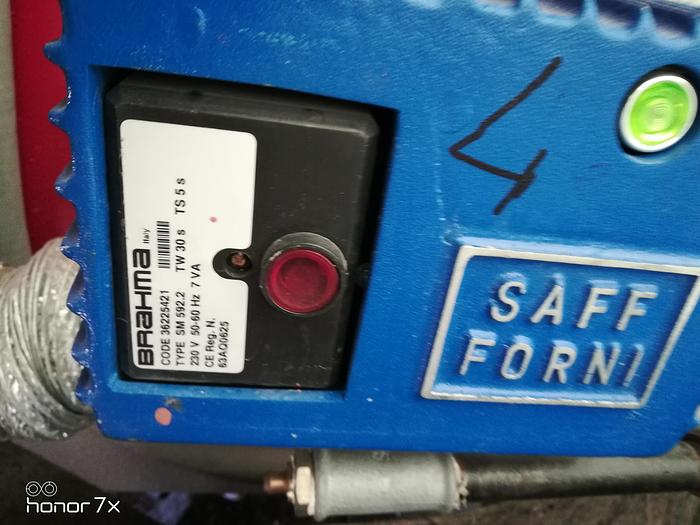 BRAHMA Italy
CODE 36225421
TYPE SM 592.2 TW 30 s TS 5 s
230 V 50-60 Hz 7 VA
CE Reg. N.
63AQ0625
4
SAFF
FORNI
honor 7x